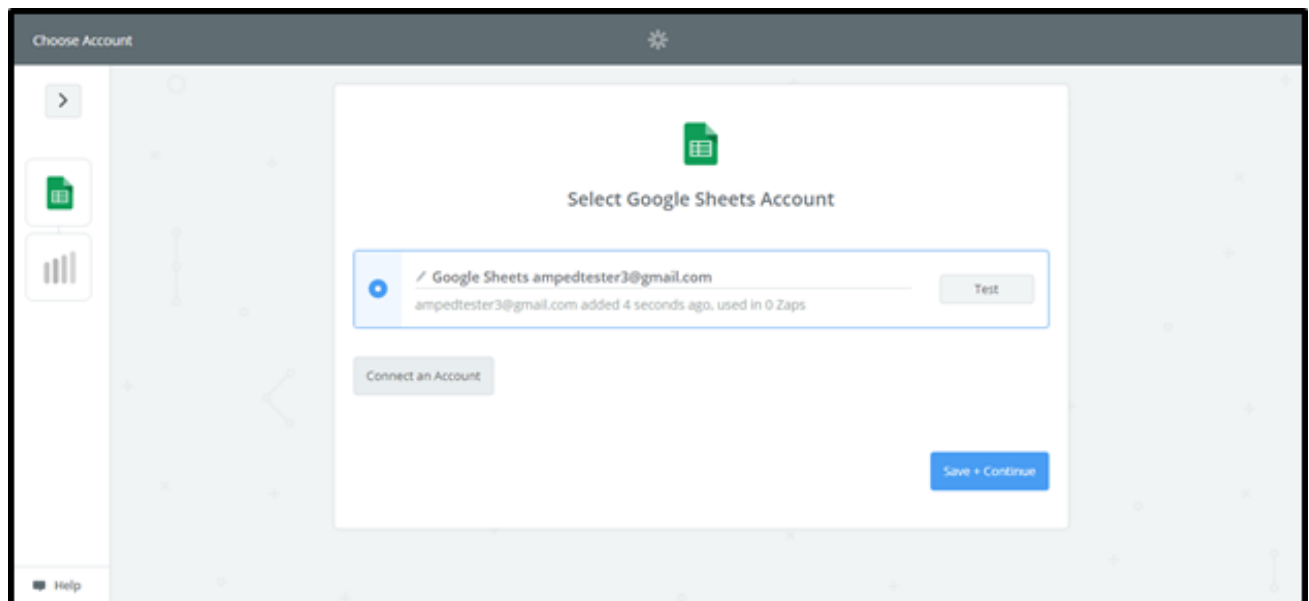 Choose Account
Select Google Sheets Account
Google Sheets ampedtester3@gmail.com
ampedtester3@gmail.com added 4 seconds ago, used in 0 Zaps
Test
Connect an Account
Save + Continue
Help